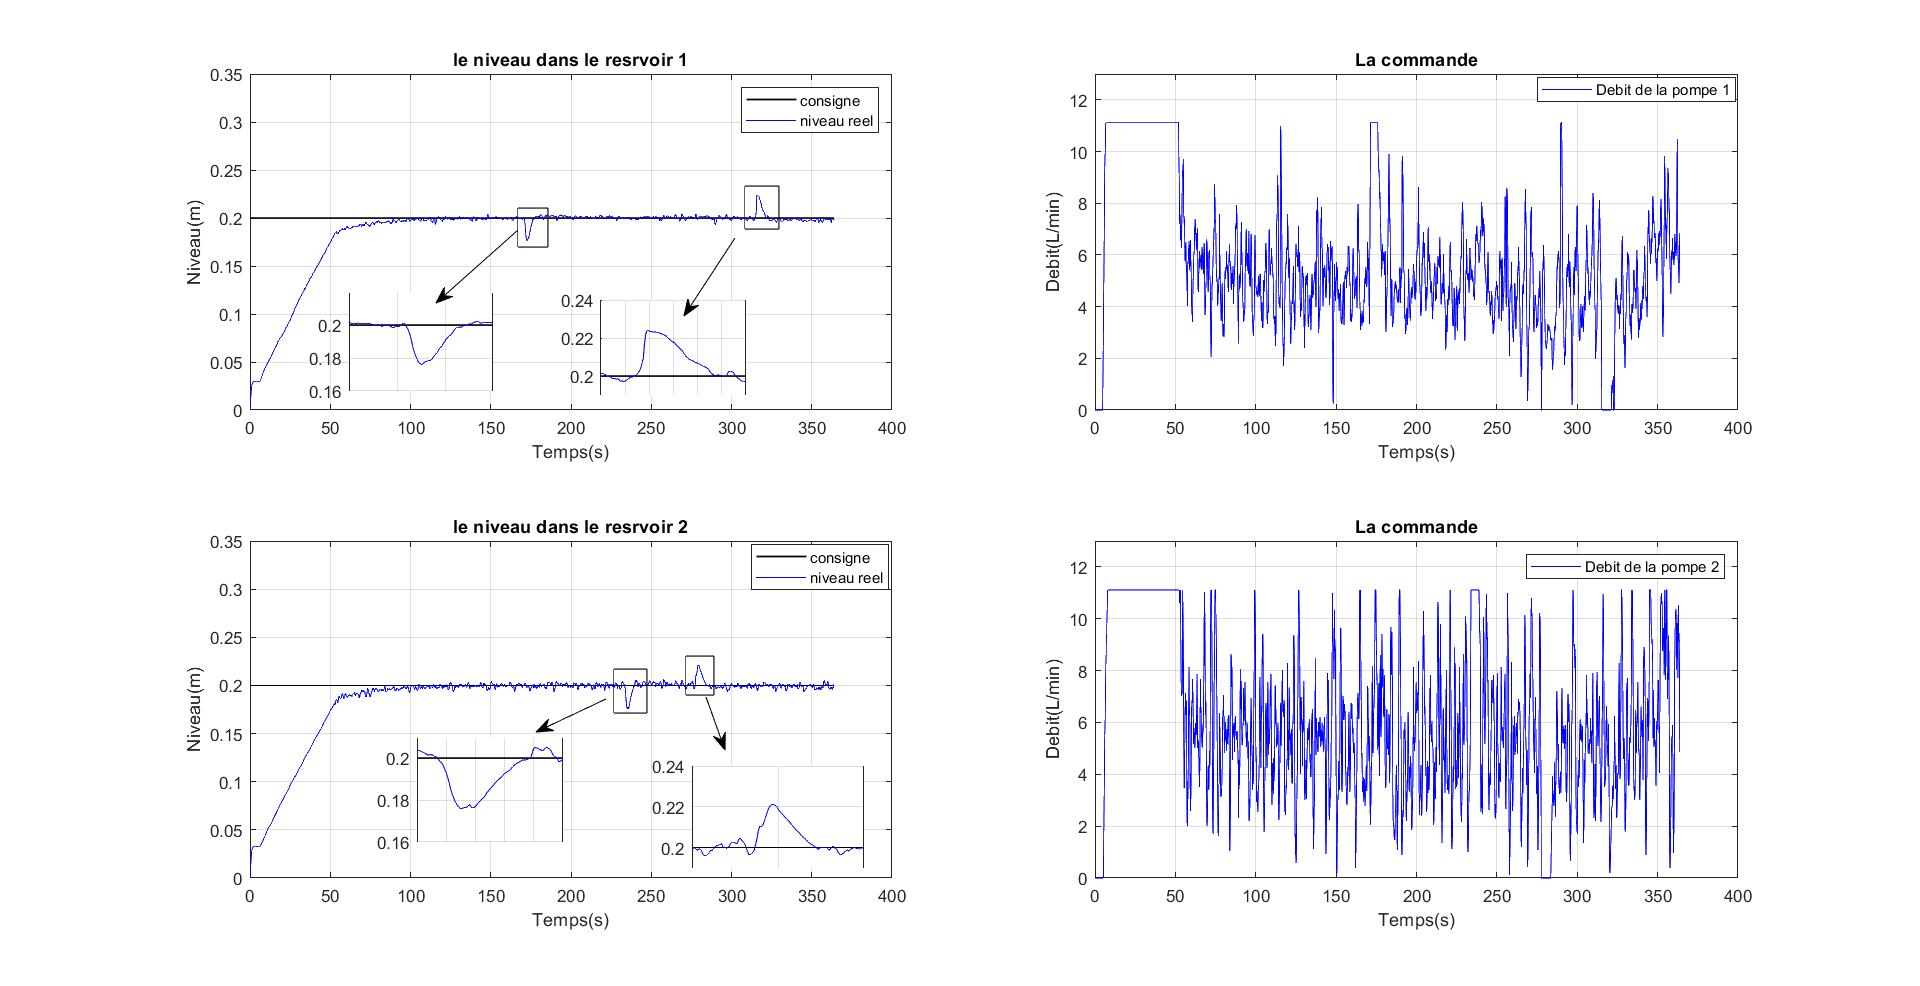 le niveau dans le resrvoir 1
0.35
0.3
0.25
0.2
0.15
0.1
0.05
0
Niveau(m)
consigne
niveau reel
0.2
0.18
0.16
0.24
0.22
0.2
0 50 100 150 200 250 300 350 400
Temps(s)
La commande
12
10
8
6
4
2
0
Debit(L/min)
Debit de la pompe 1
0 50 100 150 200 250 300 350 400
Temps(s)
le niveau dans le resrvoir 2
0.35
0.3
0.25
0.2
0.15
0.1
0.05
0
Niveau(m)
consigne
niveau reel
0.2
0.18
0.16
0.24
0.22
0.2
0 50 100 150 200 250 300 350 400
Temps(s)
La commande
12
10
8
6
4
2
0
Debit(L/min)
Debit de la pompe 2
0 50 100 150 200 250 300 350 400
Temps(s)